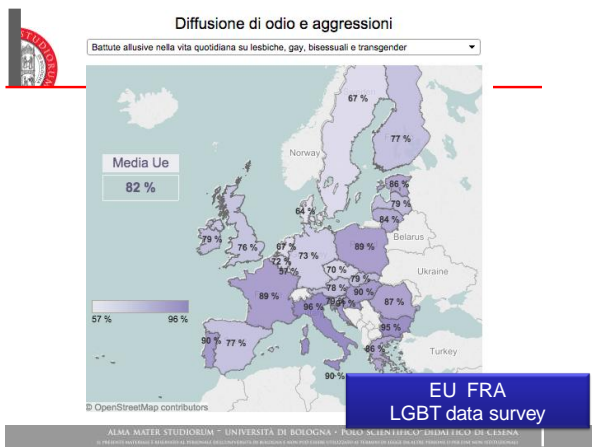 Diffusione di odio e aggressioni
Battute allusive nella vita quotidiana su lesbiche, gay, bisessuali e transgender
STUDIORUM
67 %
77 %
Norway
Media Ue
82 %
86 %
79 %
84 %
64 %
Belarus
79 %
76 %
67 %
72 %
57 %
73 %
89 %
70 %
Ukraine
79 %
78 %
90 %
89 %
96 %
87 %
57 %
96 %
95 %
90 %
77 %
86 %
Turkey
90 %
© OpenStreetMap contributors
EU FRA
LGBT data survey
ALMA MATER STUDIORUM ~ UNIVERSITÀ DI BOLOGNA • POLO SCIENTIFICO-DIDATTICO DI CESENA